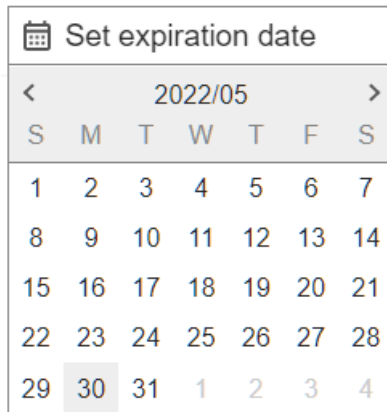 Set expiration date
< 2022/05 >
S M T W T F S
1 2 3 4 5 6 7
8 9 10 11 12 13 14
15 16 17 18 19 20 21
22 23 24 25 26 27 28
29 30 31 1 2 3 4